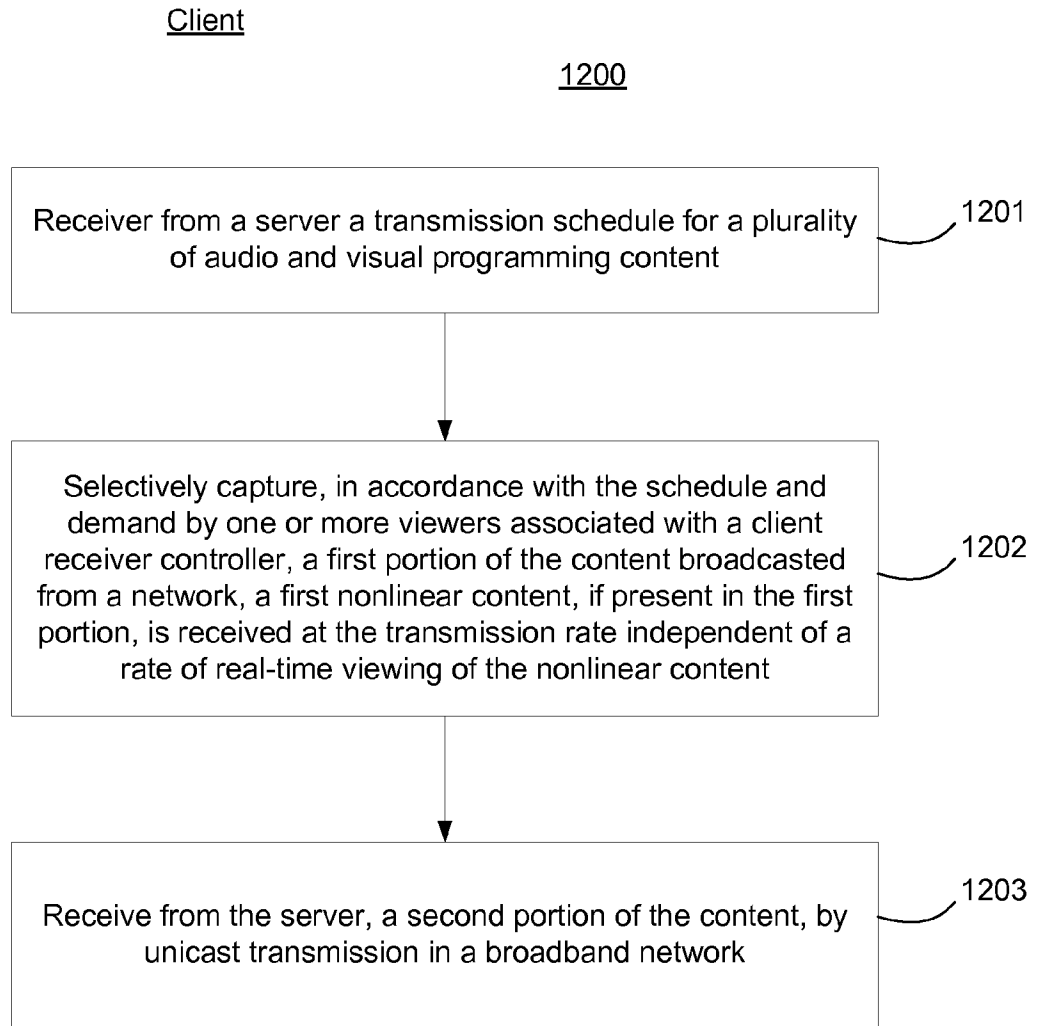 Client
1200
Receiver from a server a transmission schedule for a plurality
of audio and visual programming content
1201
Selectively capture, in accordance with the schedule and
demand by one or more viewers associated with a client
receiver controller, a first portion of the content broadcasted
from a network, a first nonlinear content, if present in the first
portion, is received at the transmission rate independent of a
rate of real-time viewing of the nonlinear content
1202
Receive from the server, a second portion of the content, by
unicast transmission in a broadband network
1203